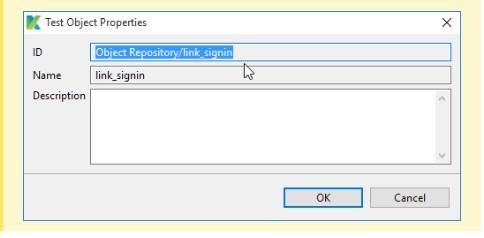 Test Object Properties
ID Object Repository/link_signin
Name link_signin
Description
OK Cancel